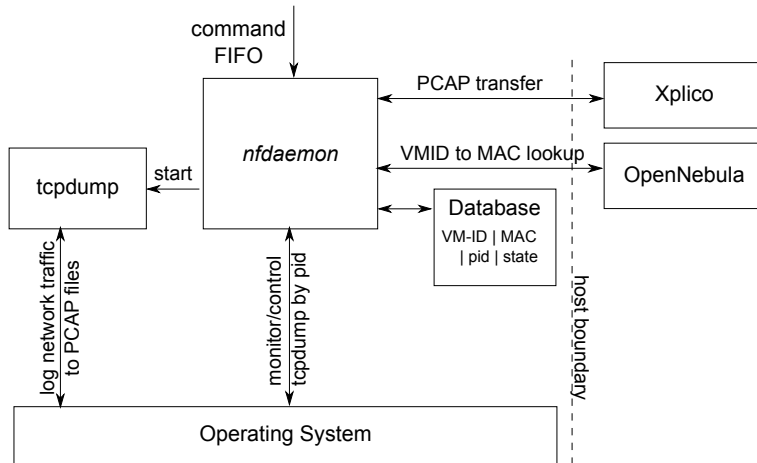 command
FIFO
PCAP transfer
Xplico
nfdaemon
VMID to MAC lookup
OpenNebula
tcpdump
start
Database
VM-ID | MAC
| pid | state
log network traffic
to PCAP files
monitor/control
tcpdump by pid
host boundary
Operating System